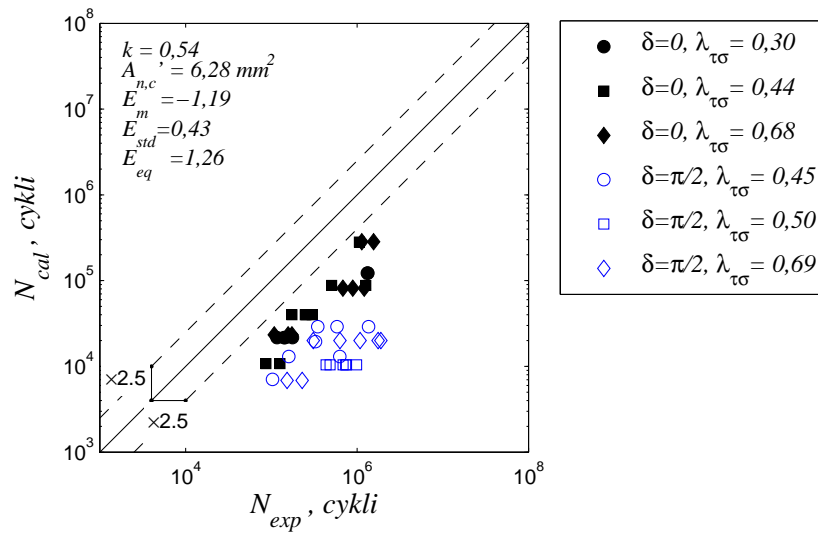 10^8
10^7
10^6
10^5
10^4
10^3
N_cal, cykli
k = 0,54
A_n,c' = 6,28 mm^2
E_m = −1,19
E_std = 0,43
E_eq = 1,26
×2.5
×2.5
10^4
10^6
10^8
N_exp, cykli
δ=0, λ_τσ= 0,30
δ=0, λ_τσ= 0,44
δ=0, λ_τσ= 0,68
δ=π/2, λ_τσ= 0,45
δ=π/2, λ_τσ= 0,50
δ=π/2, λ_τσ= 0,69